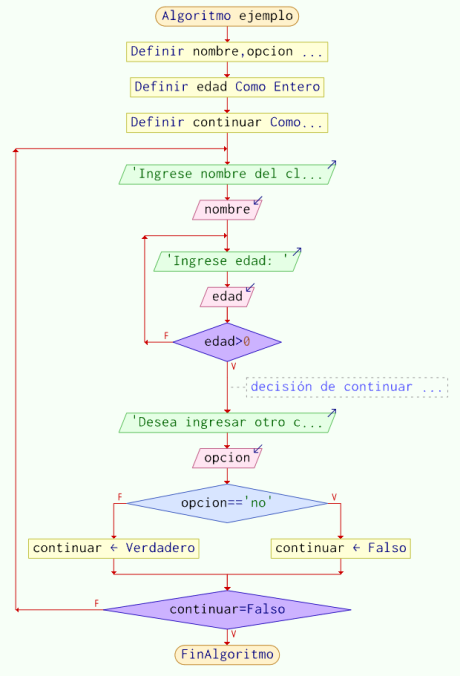 Algoritmo ejemplo
Definir nombre,opcion ...
Definir edad Como Entero
Definir continuar Como...
'Ingrese nombre del cl...
nombre
'Ingrese edad: '
edad
F
edad>0
V
decisión de continuar ...
'Desea ingresar otro c...
opcion
F
opcion=='no'
V
continuar ← Verdadero
continuar ← Falso
F
continuar=Falso
V
FinAlgoritmo